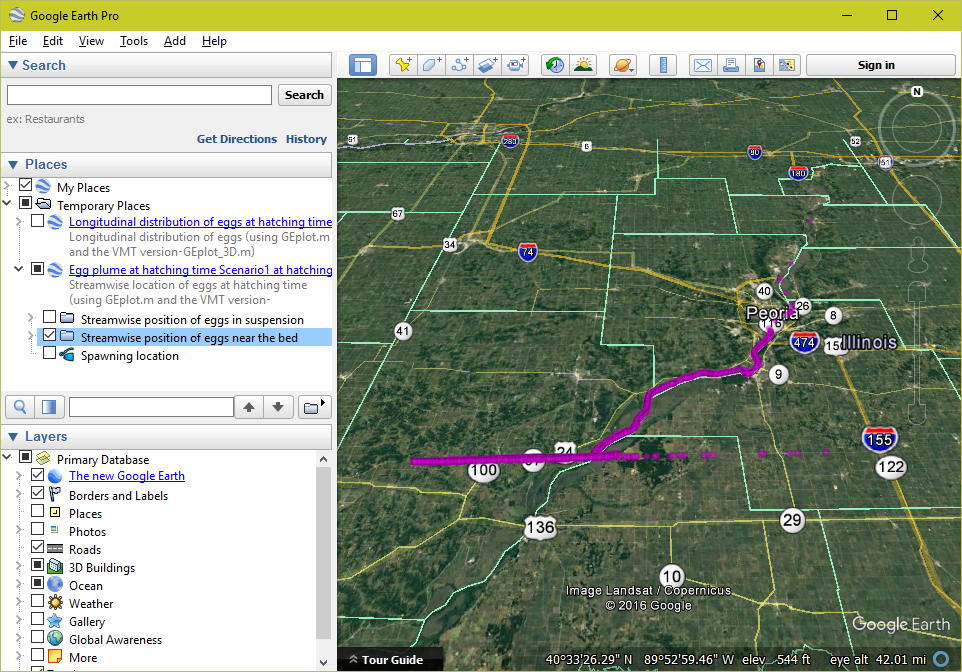 Google Earth Pro
File Edit View Tools Add Help
Search
Search
ex: Restaurants
Get Directions History
Places
My Places
Temporary Places
Longitudinal distribution of eggs at hatching time
Longitudinal distribution of eggs (using GEplot.m
and the VMT version-GEplot_3D.m)
Egg plume at hatching time Scenario1 at hatching
Streamwise location of eggs at hatching time
(using GEplot.m and the VMT version-
Streamwise position of eggs in suspension
Streamwise position of eggs near the bed
Spawning location
Layers
Primary Database
The new Google Earth
Borders and Labels
Places
Photos
Roads
3D Buildings
Ocean
Weather
Gallery
Global Awareness
More
Sign in
N
61
280
6
80
52
51
180
67
34
74
40
26
Peoria
116
8
41
474
Illinois
9
155
24
100
122
136
29
10
Image Landsat / Copernicus
© 2016 Google
Google Earth
Tour Guide
40°33'26.29" N 89°52'59.46" W elev 544 ft eye alt 42.01 mi